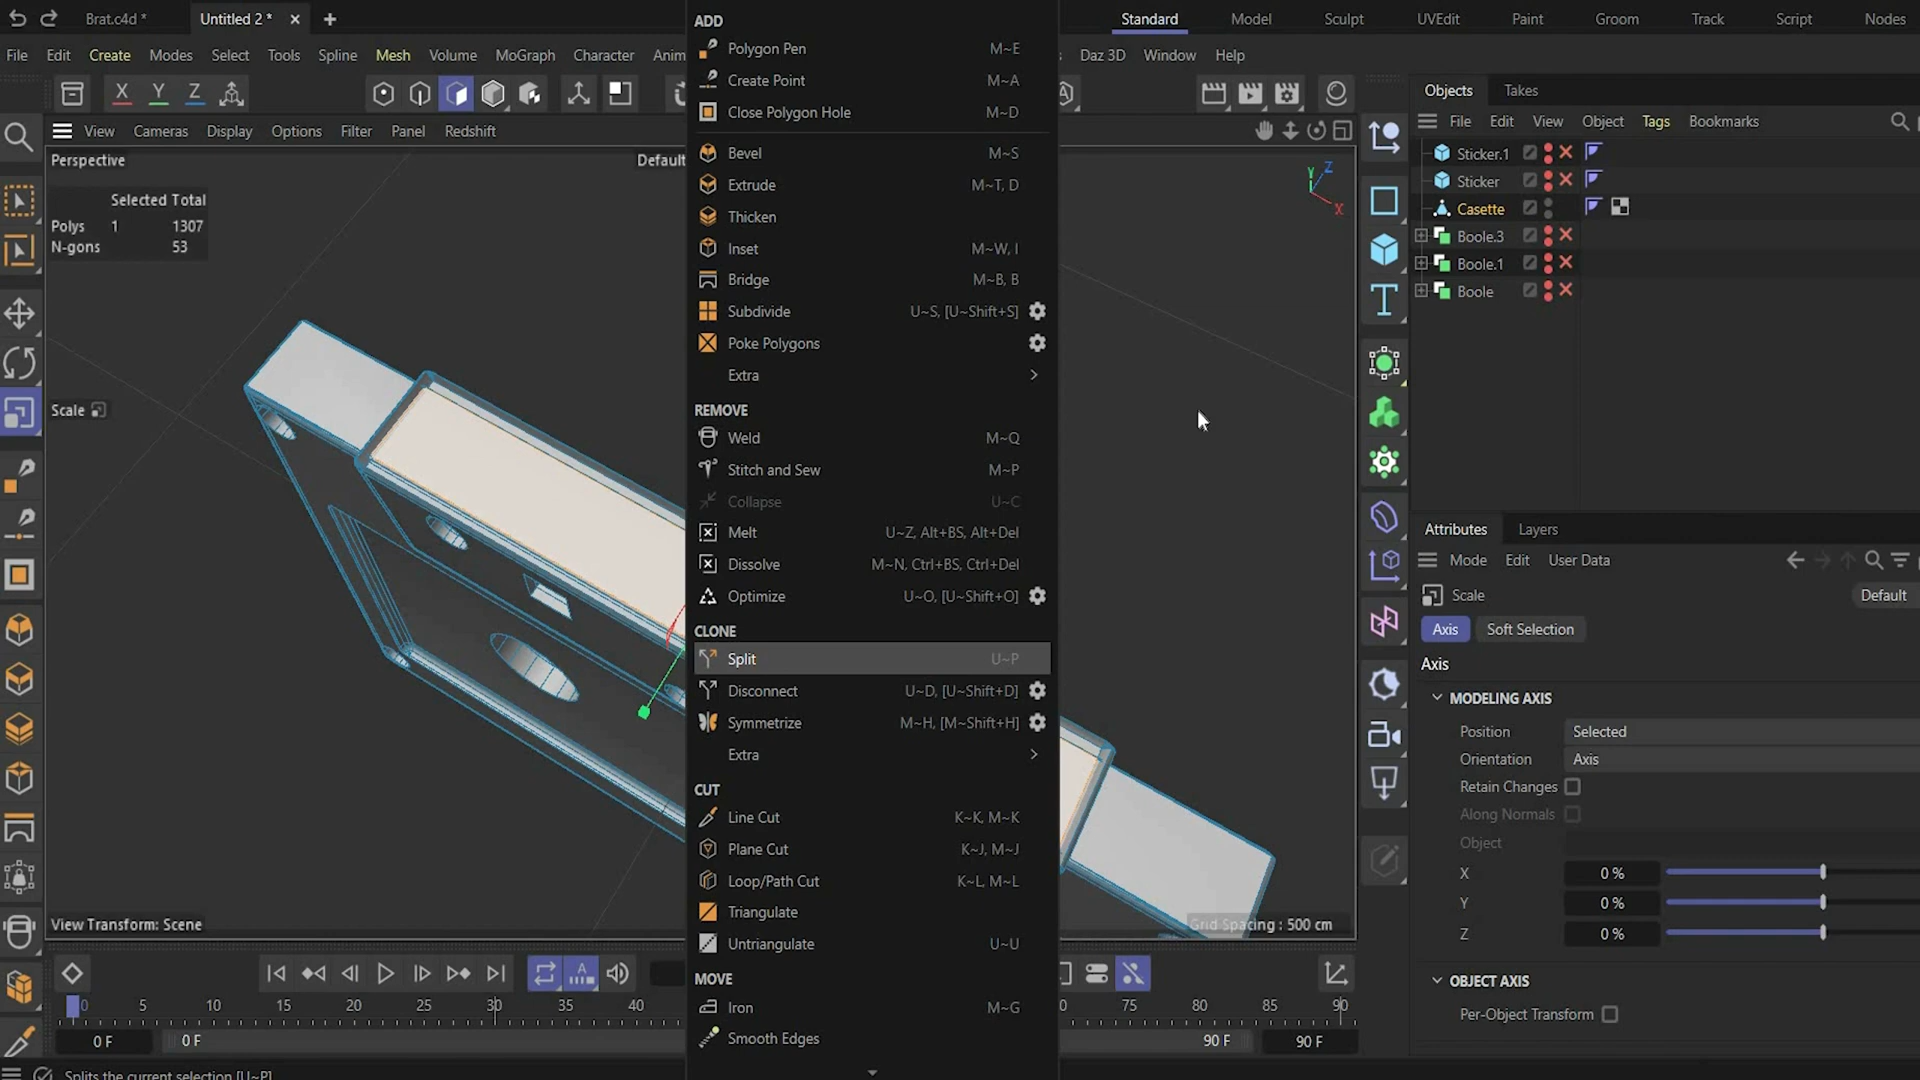 Brat.c4d *
Untitled 2 *
Standard
Model
Sculpt
UVEdit
Paint
Groom
Track
Script
Nodes
File
Edit
Create
Modes
Select
Tools
Spline
Mesh
Volume
MoGraph
Character
Anim
Daz 3D
Window
Help
X
Y
Z
View
Cameras
Display
Options
Filter
Panel
Redshift
Perspective
Default
Selected Total
Polys 1 1307
N-gons 53
Scale
ADD
Polygon Pen M~E
Create Point M~A
Close Polygon Hole M~D
Bevel M~S
Extrude M~T, D
Thicken
Inset M~W, I
Bridge M~B, B
Subdivide U~S, [U~Shift+S]
Poke Polygons
Extra
REMOVE
Weld M~Q
Stitch and Sew M~P
Collapse U~C
Melt U~Z, Alt+BS, Alt+Del
Dissolve M~N, Ctrl+BS, Ctrl+Del
Optimize U~O, [U~Shift+O]
CLONE
Split U~P
Disconnect U~D, [U~Shift+D]
Symmetrize M~H, [M~Shift+H]
Extra
CUT
Line Cut K~K, M~K
Plane Cut K~J, M~J
Loop/Path Cut K~L, M~L
Triangulate
Untriangulate U~U
MOVE
Iron M~G
Smooth Edges
Y
Z
X
View Transform: Scene
Grid Spacing : 500 cm
Objects
Takes
File
Edit
View
Object
Tags
Bookmarks
Sticker.1
Sticker
Casette
Boole.3
Boole.1
Boole
Attributes
Layers
Mode
Edit
User Data
Scale
Default
Axis
Soft Selection
Axis
MODELING AXIS
Position Selected
Orientation Axis
Retain Changes
Along Normals
Object
X 0 %
Y 0 %
Z 0 %
OBJECT AXIS
Per-Object Transform
0 5 10 15 20 25 30 35 40
75 80 85 90
0 F
0 F
90 F
90 F
Splits the current selection [U~P]